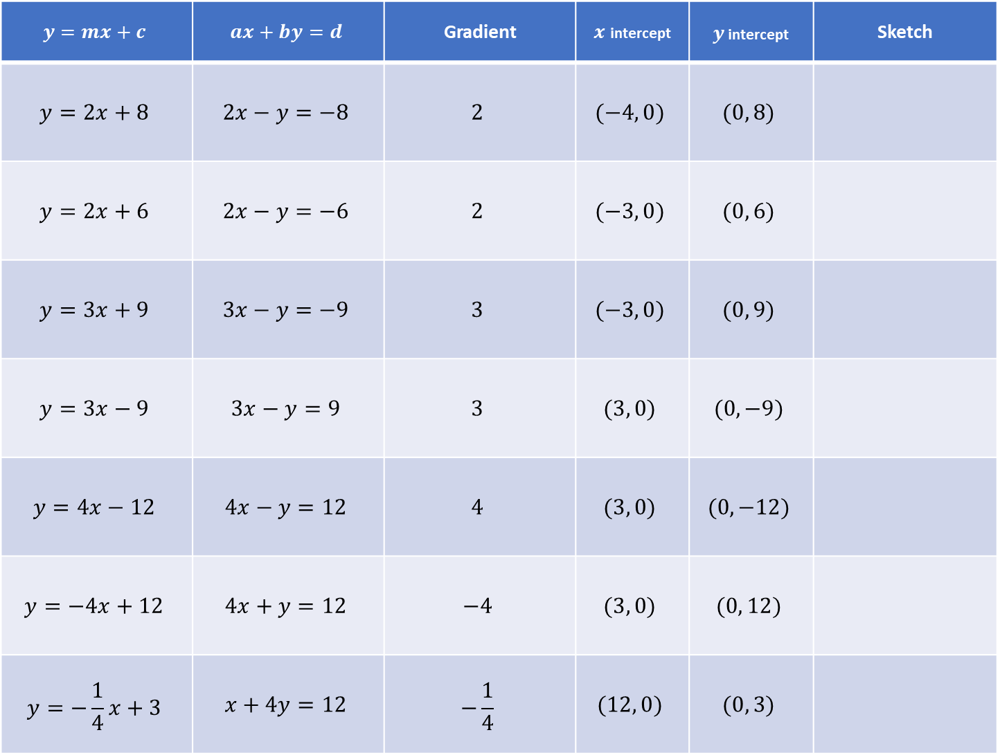 y = mx + c ax + by = d Gradient x intercept y intercept Sketch
y = 2x + 8 2x − y = −8 2 (−4, 0) (0, 8)
y = 2x + 6 2x − y = −6 2 (−3, 0) (0, 6)
y = 3x + 9 3x − y = −9 3 (−3, 0) (0, 9)
y = 3x − 9 3x − y = 9 3 (3, 0) (0, −9)
y = 4x − 12 4x − y = 12 4 (3, 0) (0, −12)
y = −4x + 12 4x + y = 12 −4 (3, 0) (0, 12)
y = −1/4 x + 3 x + 4y = 12 −1/4 (12, 0) (0, 3)